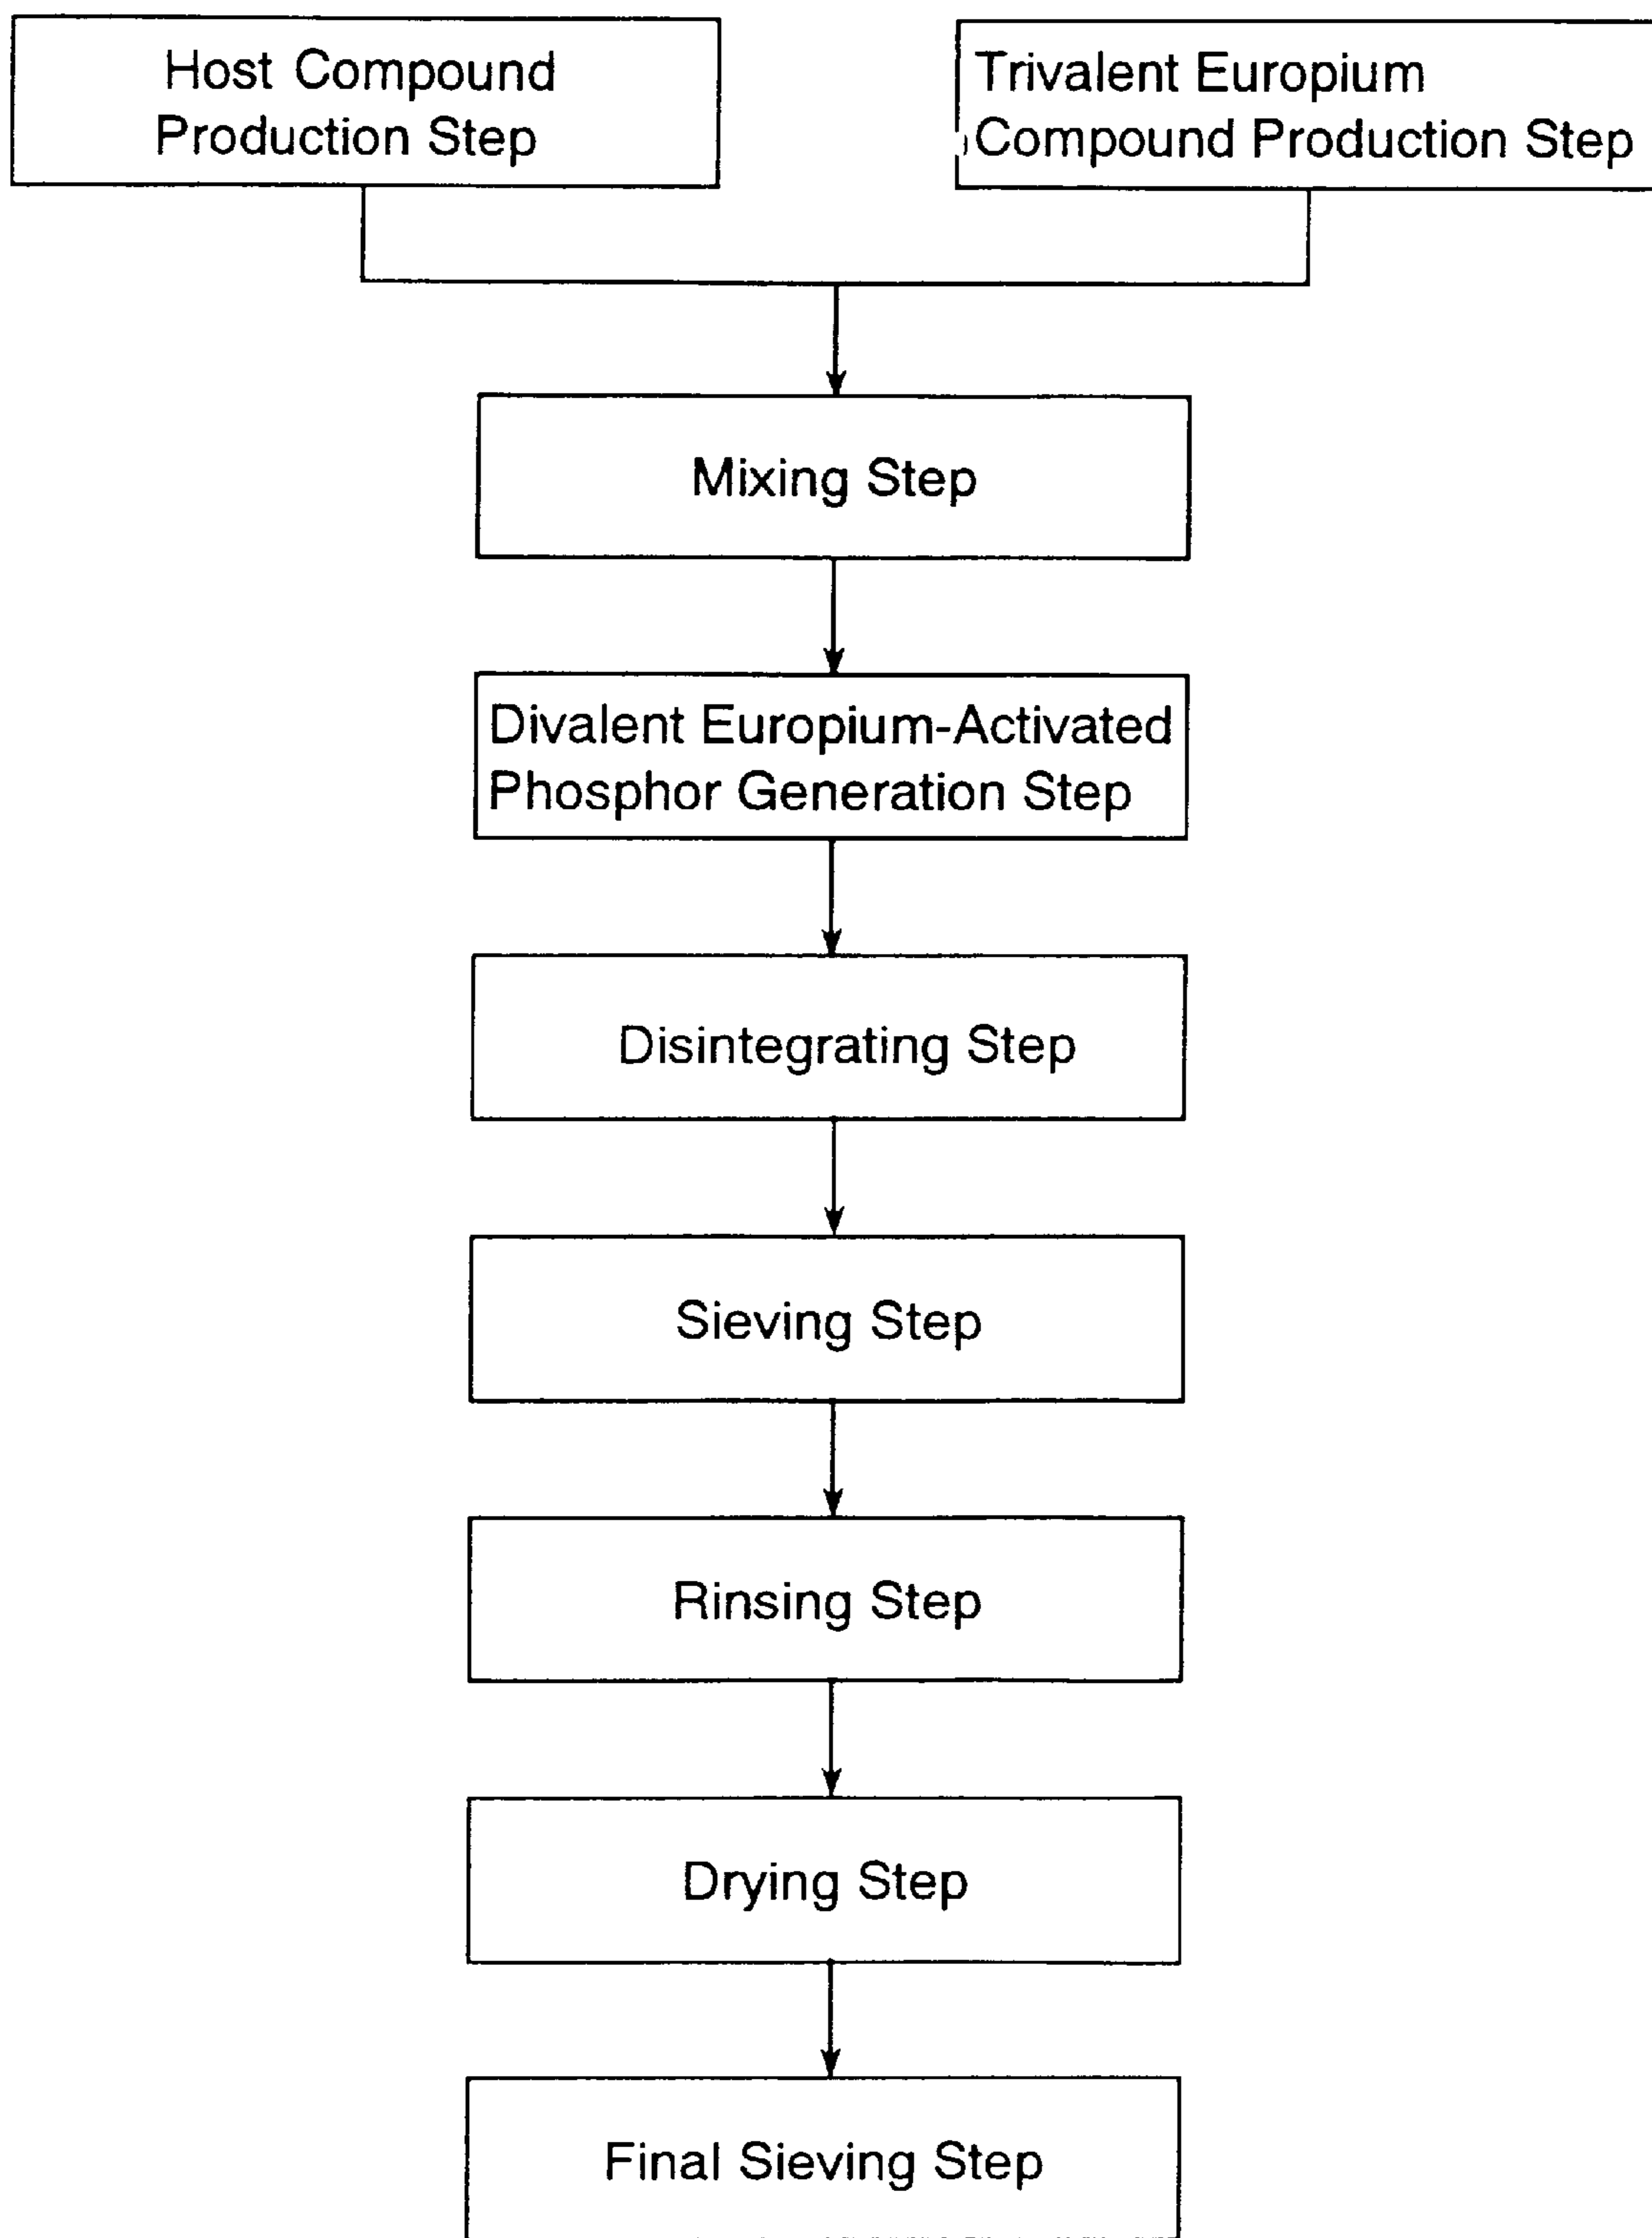 Host Compound
Production Step
Trivalent Europium
Compound Production Step
Mixing Step
Divalent Europium-Activated
Phosphor Generation Step
Disintegrating Step
Sieving Step
Rinsing Step
Drying Step
Final Sieving Step